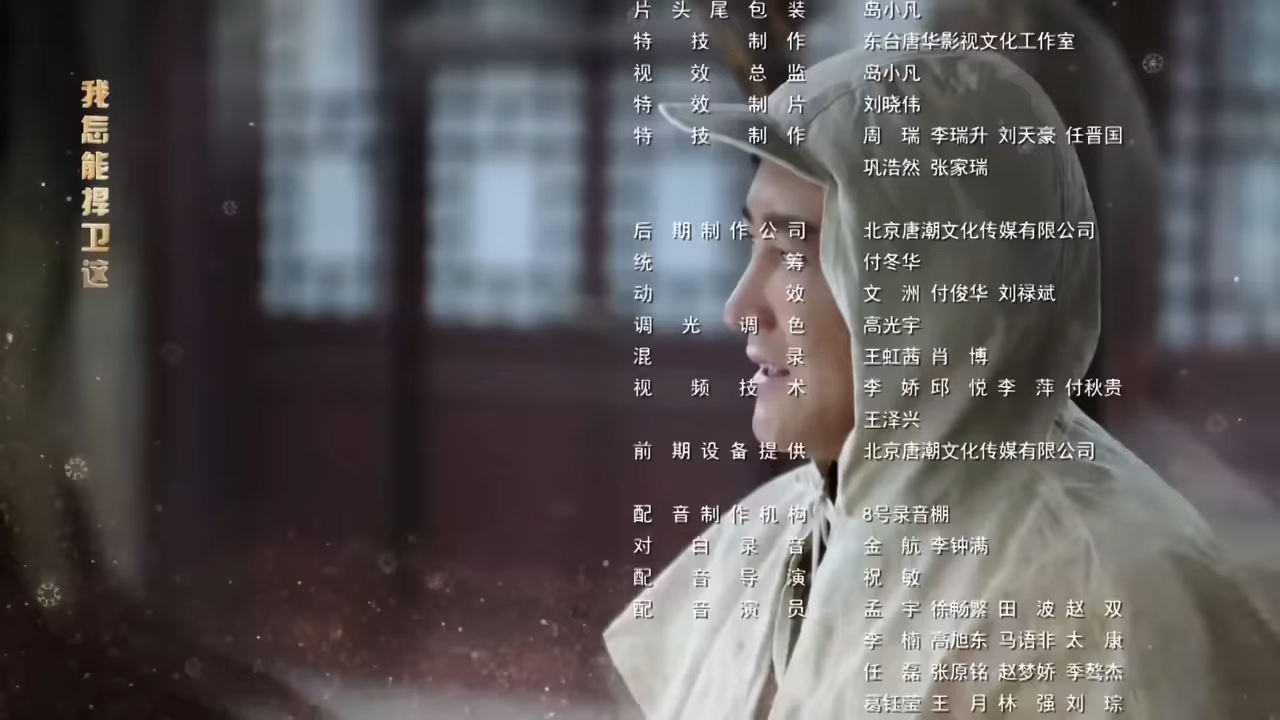 我怎能捍卫这
片头尾包装 岛小凡
特技制作 东台唐华影视文化工作室
视效总监 岛小凡
特效制片 刘晓伟
特技制作 周瑞 李瑞升 刘天豪 任晋国
巩浩然 张家瑞
后期制作公司 北京唐潮文化传媒有限公司
统筹 付冬华
动效 文洲 付俊华 刘禄斌
调光调色 高光宇
混录 王虹茜 肖博
视频技术 李娇 邱悦 李萍 付秋贵
王泽兴
前期设备提供 北京唐潮文化传媒有限公司
配音制作机构 8号录音棚
对白录音 金航 李钟满
配音导演 祝敏
配音演员 孟宇 徐畅繁 田波 赵双
李楠 高旭东 马语非 太康
任磊 张原铭 赵梦娇 季骜杰
葛钰莹 王月 林强 刘琮